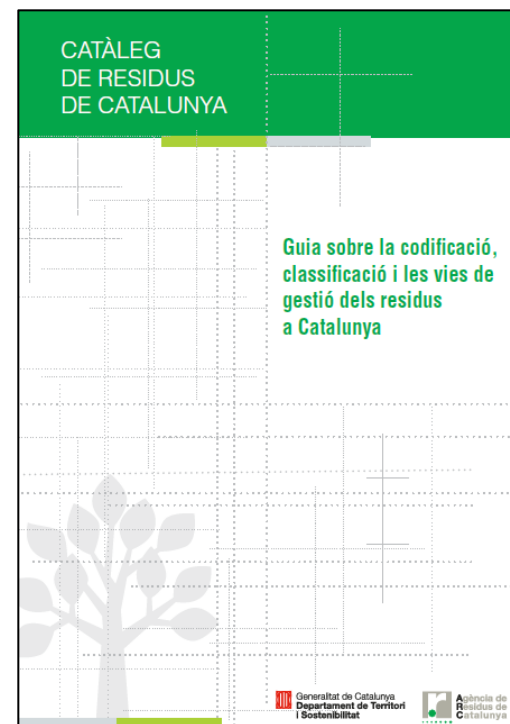 CATÀLEG
DE RESIDUS
DE CATALUNYA
Guia sobre la codificació,
classificació i les vies de
gestió dels residus
a Catalunya
Generalitat de Catalunya
Departament de Territori
i Sostenibilitat
Agència de
Residus de
Catalunya